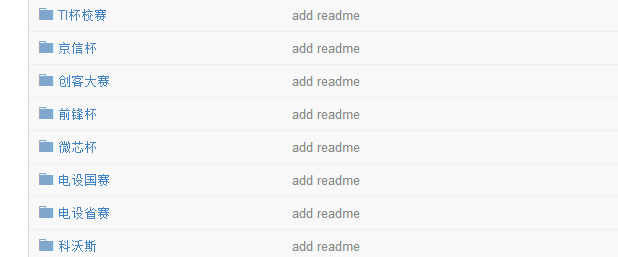 TI杯校赛 add readme
京信杯 add readme
创客大赛 add readme
前锋杯 add readme
微芯杯 add readme
电设国赛 add readme
电设省赛 add readme
科沃斯 add readme